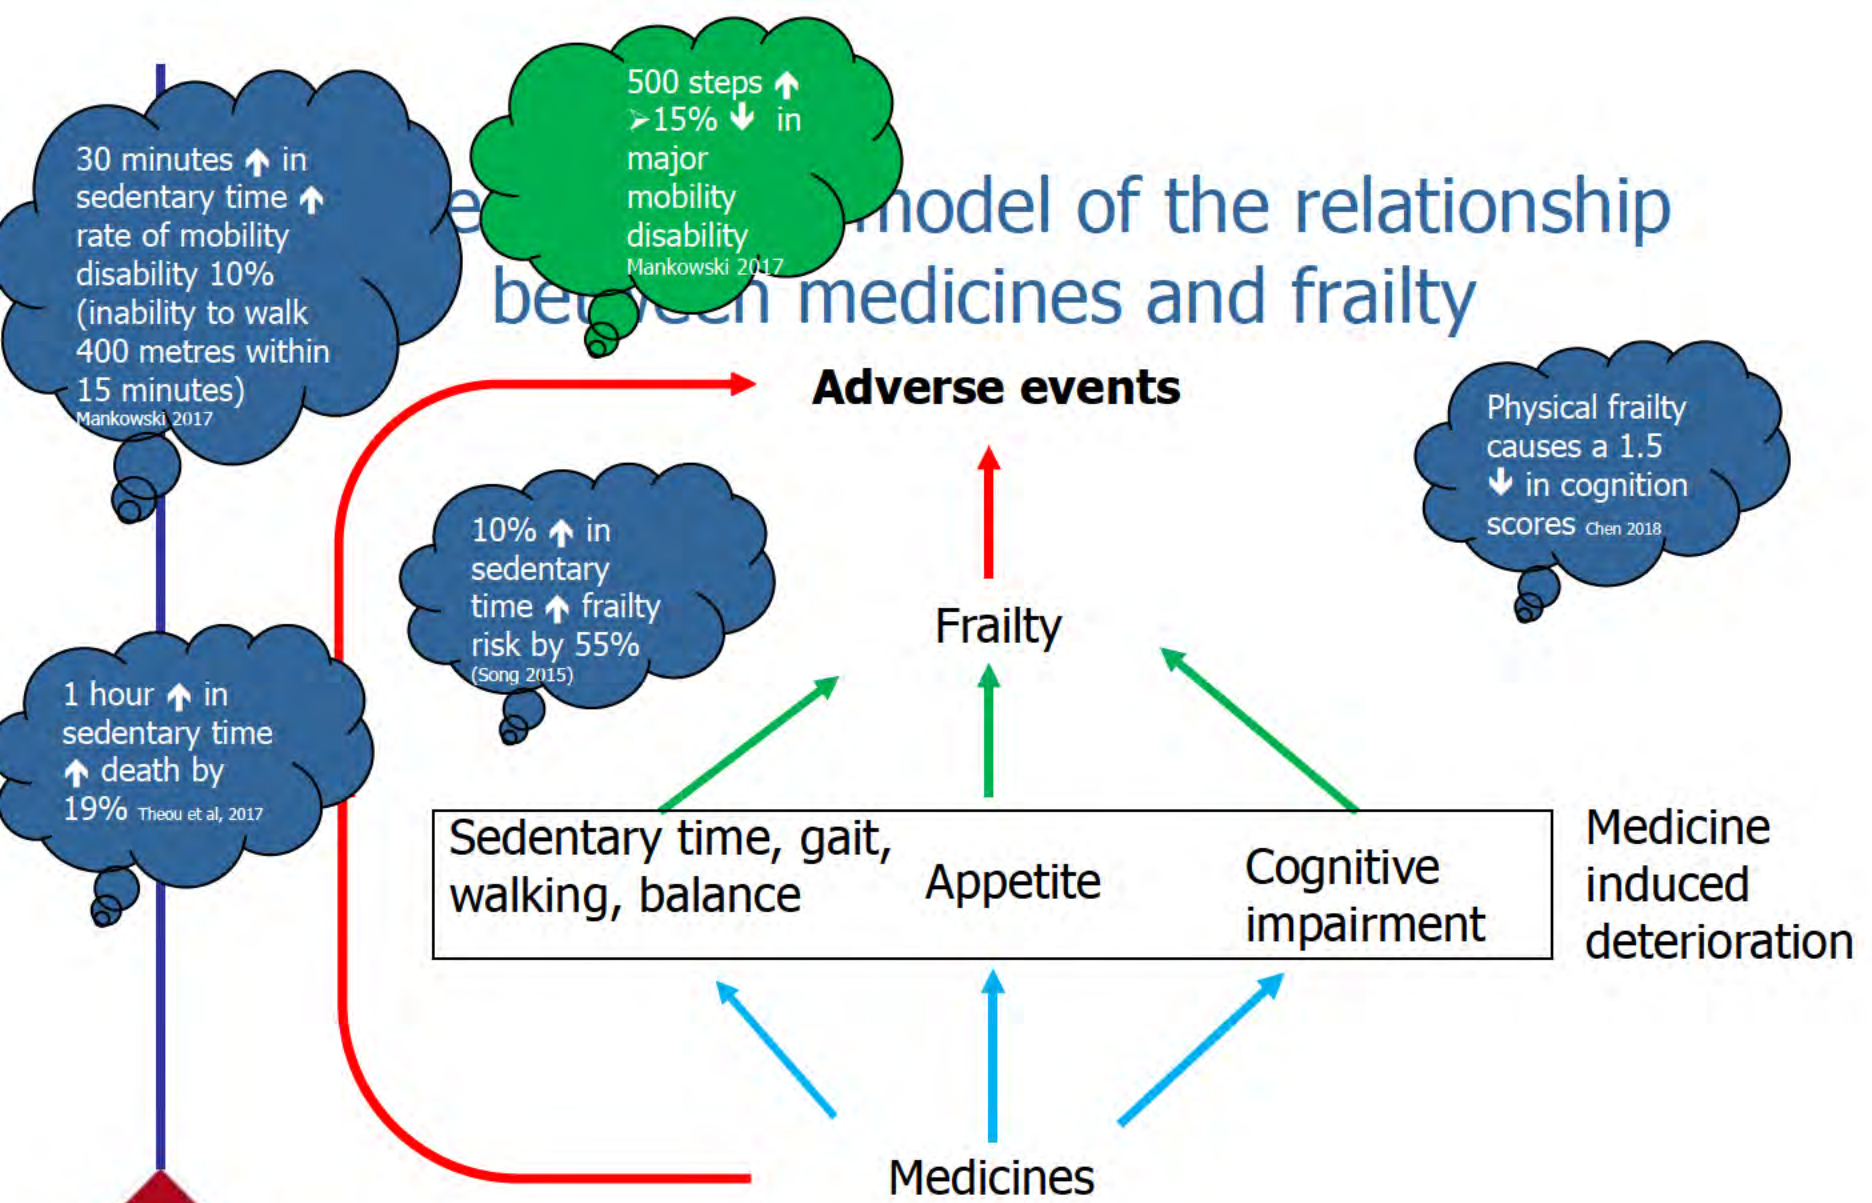 30 minutes ↑ in
sedentary time ↑
rate of mobility
disability 10%
(inability to walk
400 metres within
15 minutes)
Mankowski 2017
500 steps ↑
➢15% ↓ in
major
mobility
disability
Mankowski 2017
model of the relationship
between medicines and frailty
Adverse events
Physical frailty
causes a 1.5
↓ in cognition
scores Chen 2018
10% ↑ in
sedentary
time ↑ frailty
risk by 55%
(Song 2015)
Frailty
1 hour ↑ in
sedentary time
↑ death by
19% Theou et al, 2017
Sedentary time, gait,
walking, balance
Appetite
Cognitive
impairment
Medicine
induced
deterioration
Medicines